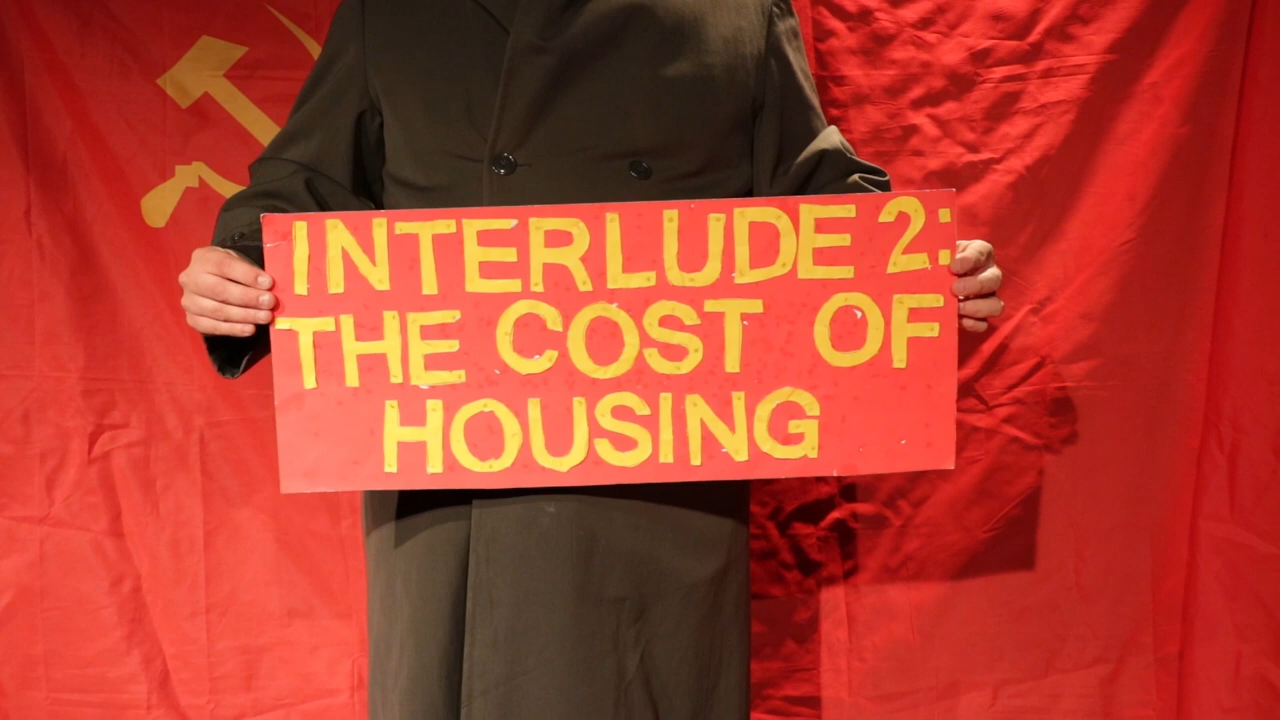 INTERLUDE 2:
THE COST OF
HOUSING